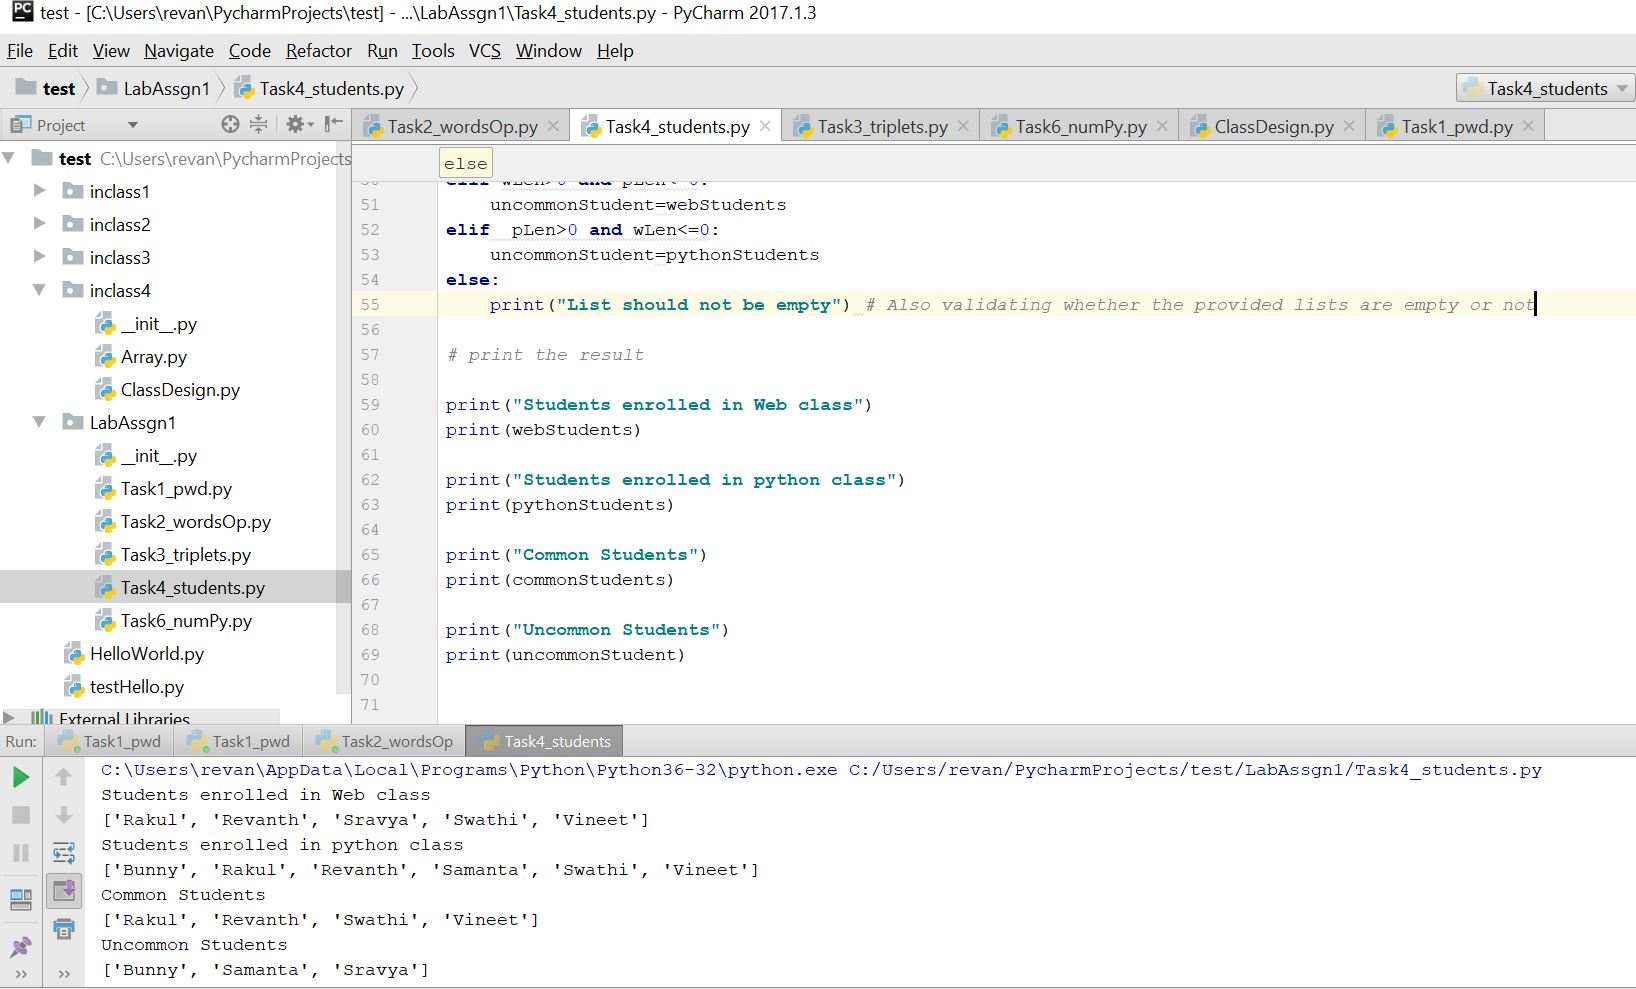 test - [C:\Users\revan\PycharmProjects\test] - ...\LabAssgn1\Task4_students.py - PyCharm 2017.1.3
File Edit View Navigate Code Refactor Run Tools VCS Window Help
test LabAssgn1 Task4_students.py Task4_students
Project Task2_wordsOp.py Task4_students.py Task3_triplets.py Task6_numPy.py ClassDesign.py Task1_pwd.py
test C:\Users\revan\PycharmProjects
inclass1
inclass2
inclass3
inclass4
__init__.py
Array.py
ClassDesign.py
LabAssgn1
__init__.py
Task1_pwd.py
Task2_wordsOp.py
Task3_triplets.py
Task4_students.py
Task6_numPy.py
HelloWorld.py
testHello.py
External Libraries
else
51 uncommonStudent=webStudents
52 elif  pLen>0 and wLen<=0:
53 uncommonStudent=pythonStudents
54 else:
55 print("List should not be empty") # Also validating whether the provided lists are empty or not
56
57 # print the result
58
59 print("Students enrolled in Web class")
60 print(webStudents)
61
62 print("Students enrolled in python class")
63 print(pythonStudents)
64
65 print("Common Students")
66 print(commonStudents)
67
68 print("Uncommon Students")
69 print(uncommonStudent)
70
71
Run: Task1_pwd Task1_pwd Task2_wordsOp Task4_students
C:\Users\revan\AppData\Local\Programs\Python\Python36-32\python.exe C:/Users/revan/PycharmProjects/test/LabAssgn1/Task4_students.py
Students enrolled in Web class
['Rakul', 'Revanth', 'Sravya', 'Swathi', 'Vineet']
Students enrolled in python class
['Bunny', 'Rakul', 'Revanth', 'Samanta', 'Swathi', 'Vineet']
Common Students
['Rakul', 'Revanth', 'Swathi', 'Vineet']
Uncommon Students
['Bunny', 'Samanta', 'Sravya']